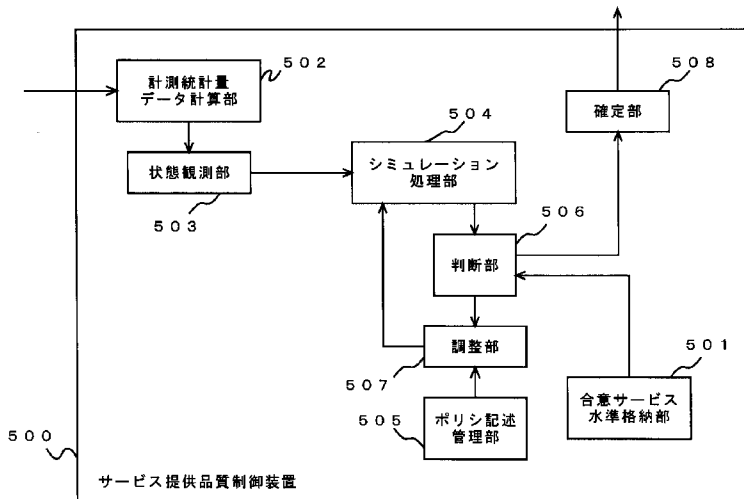 502
計測統計量
データ計算部
508
確定部
504
状態観測部
シミュレーション
処理部
503
506
判断部
501
調整部
507
合意サービス
水準格納部
505
ポリシ記述
管理部
500
サービス提供品質制御装置